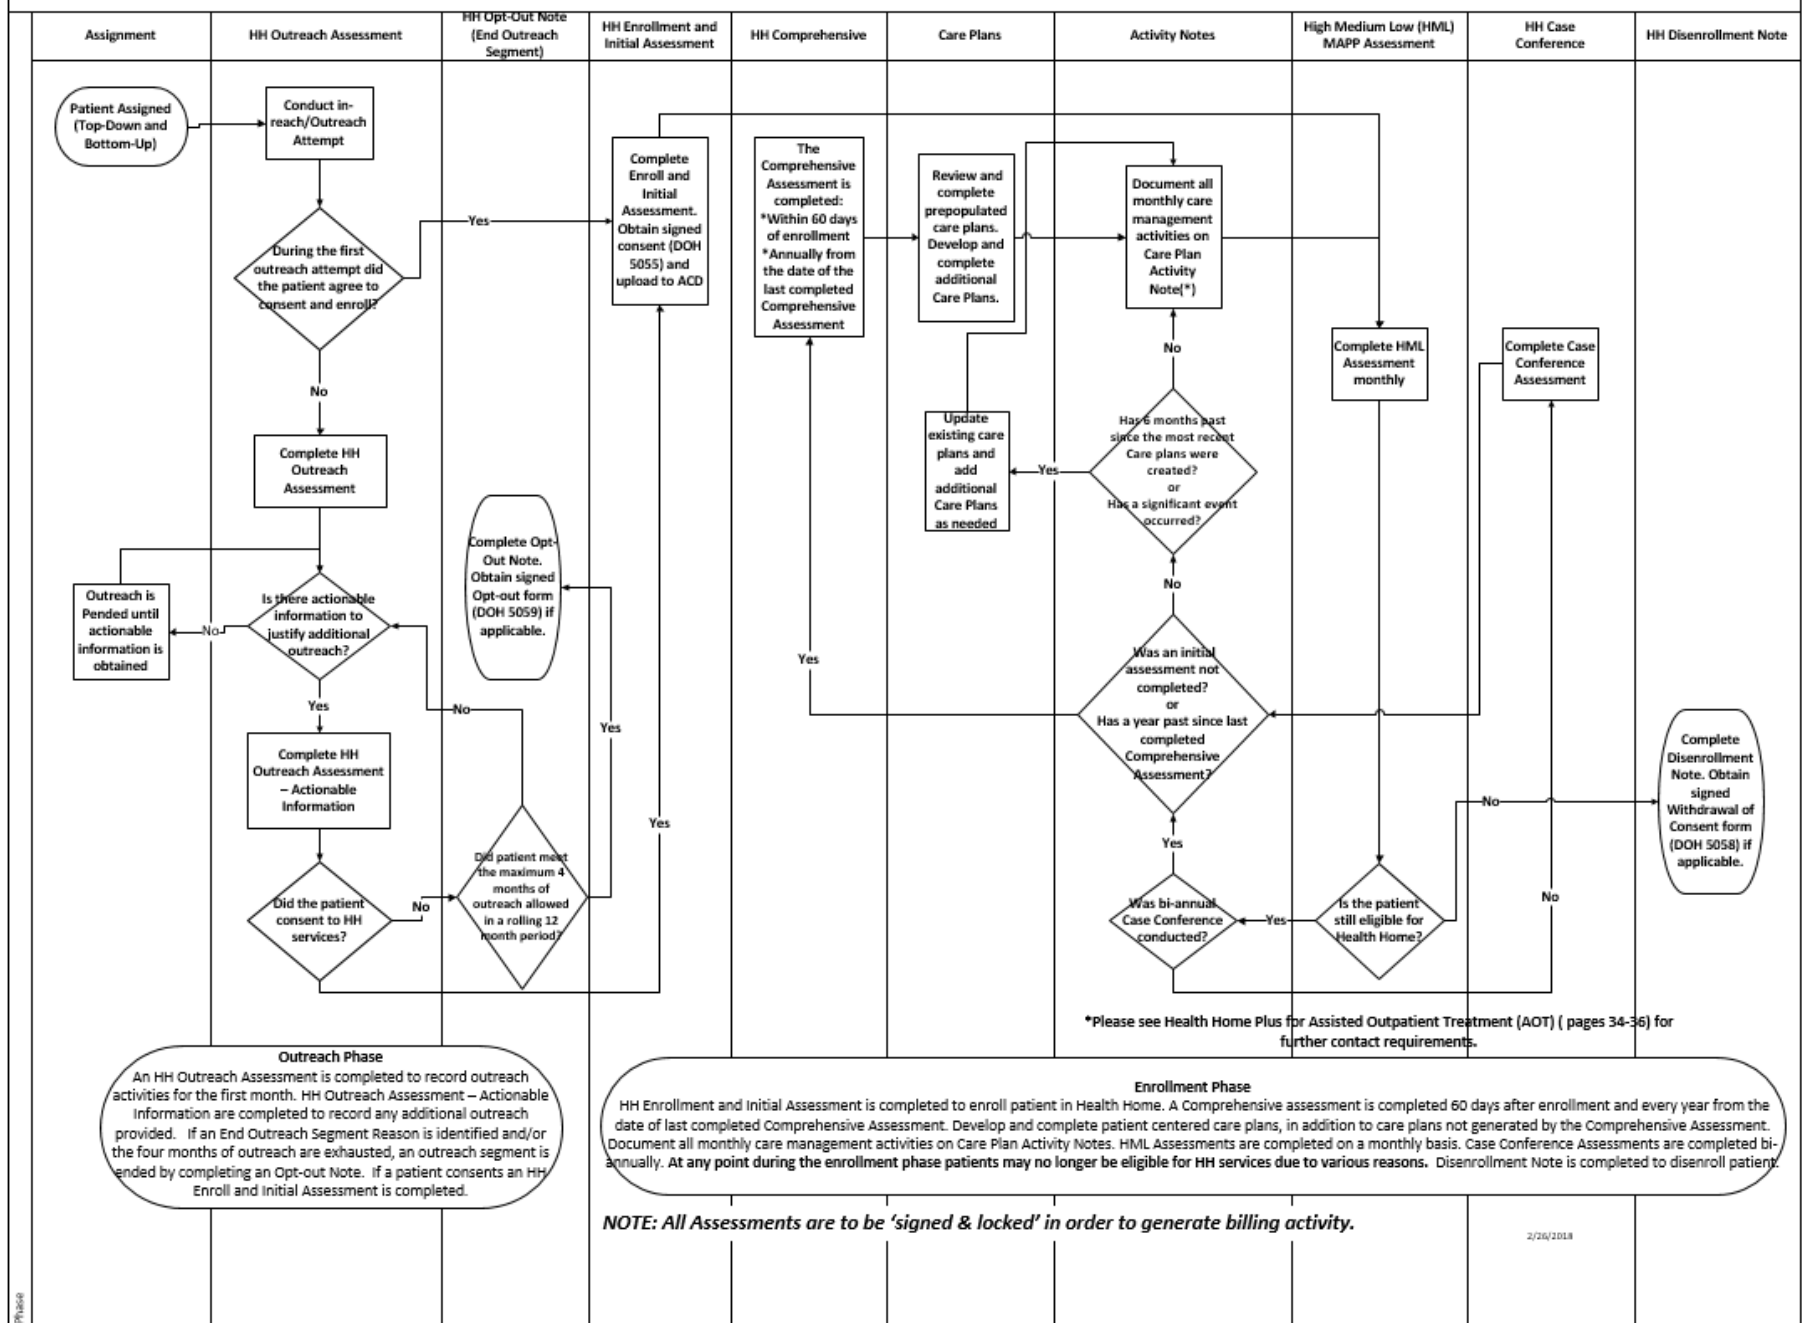 Assignment
HH Outreach Assessment
HH Opt-Out Note
(End Outreach
Segment)
HH Enrollment and
Initial Assessment
HH Comprehensive
Care Plans
Activity Notes
High Medium Low (HML)
MAPP Assessment
HH Case
Conference
HH Disenrollment Note
Patient Assigned
(Top-Down and
Bottom-Up)
Conduct in-
reach/Outreach
Attempt
During the first
outreach attempt did
the patient agree to
consent and enroll?
Yes
No
Complete HH
Outreach
Assessment
Outreach is
Pended until
actionable
information is
obtained
No
Is there actionable
information to
justify additional
outreach?
Yes
Complete HH
Outreach Assessment
– Actionable
Information
Did the patient
consent to HH
services?
No
Complete Opt-
Out Note.
Obtain signed
Opt-out form
(DOH 5059) if
applicable.
No
Did patient meet
the maximum 4
months of
outreach allowed
in a rolling 12
month period?
Yes
Yes
Complete
Enroll and
Initial
Assessment.
Obtain signed
consent (DOH
5055) and
upload to ACD
The
Comprehensive
Assessment is
completed:
*Within 60 days
of enrollment
*Annually from
the date of the
last completed
Comprehensive
Assessment
Yes
Review and
complete
prepopulated
care plans.
Develop and
complete
additional
Care Plans.
Update
existing care
plans and
add
additional
Care Plans
as needed
Yes
Document all
monthly care
management
activities on
Care Plan
Activity
Note(*)
No
Has 6 months past
since the most recent
Care plans were
created?
or
Has a significant event
occurred?
No
Was an initial
assessment not
completed?
or
Has a year past since last
completed
Comprehensive
Assessment?
Yes
Was bi-annual
Case Conference
conducted?
Yes
Complete HML
Assessment
monthly
Is the patient
still eligible for
Health Home?
Complete Case
Conference
Assessment
No
No
Complete
Disenrollment
Note. Obtain
signed
Withdrawal of
Consent form
(DOH 5058) if
applicable.
*Please see Health Home Plus for Assisted Outpatient Treatment (AOT) ( pages 34-36) for
further contact requirements.
Outreach Phase
An HH Outreach Assessment is completed to record outreach
activities for the first month. HH Outreach Assessment – Actionable
Information are completed to record any additional outreach
provided. If an End Outreach Segment Reason is identified and/or
the four months of outreach are exhausted, an outreach segment is
ended by completing an Opt-out Note. If a patient consents an HH
Enroll and Initial Assessment is completed.
Enrollment Phase
HH Enrollment and Initial Assessment is completed to enroll patient in Health Home. A Comprehensive assessment is completed 60 days after enrollment and every year from the
date of last completed Comprehensive Assessment. Develop and complete patient centered care plans, in addition to care plans not generated by the Comprehensive Assessment.
Document all monthly care management activities on Care Plan Activity Notes. HML Assessments are completed on a monthly basis. Case Conference Assessments are completed bi-
annually. At any point during the enrollment phase patients may no longer be eligible for HH services due to various reasons. Disenrollment Note is completed to disenroll patient.
NOTE: All Assessments are to be ‘signed & locked’ in order to generate billing activity.
2/26/2018
Phase